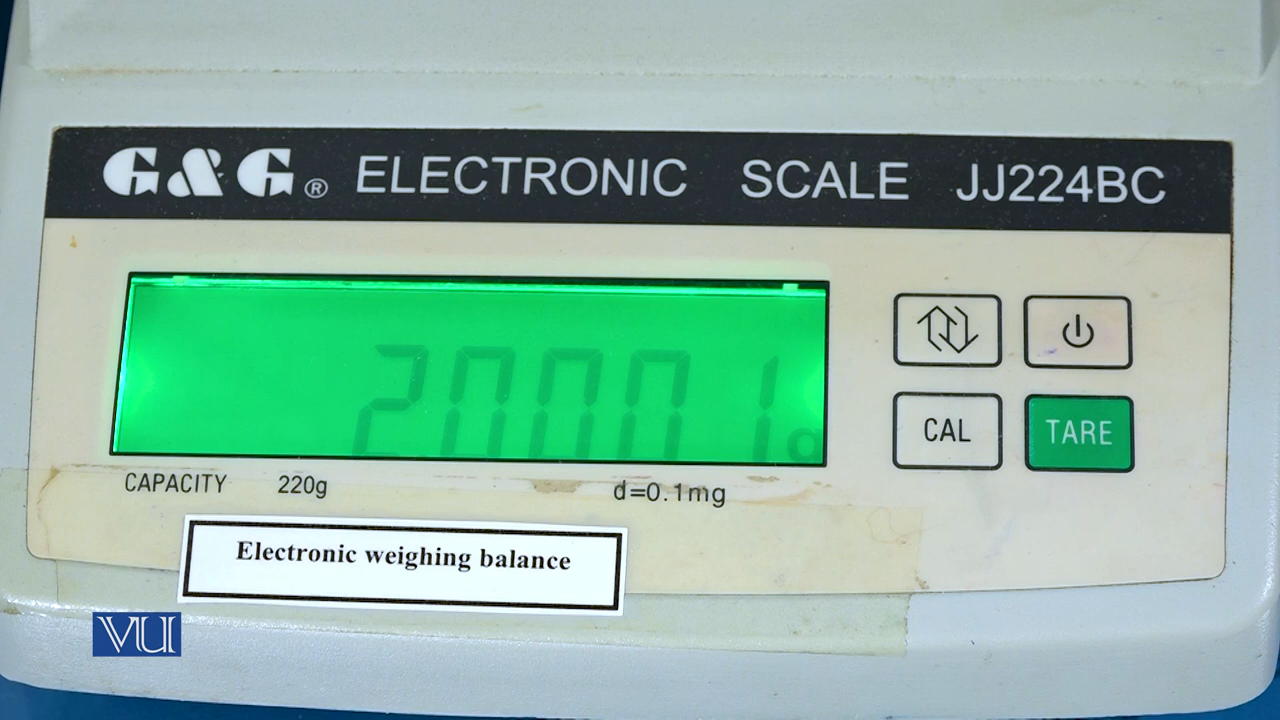 G&G® ELECTRONIC SCALE JJ224BC
20001g
CAL TARE
CAPACITY 220g d=0.1mg
Electronic weighing balance
VU